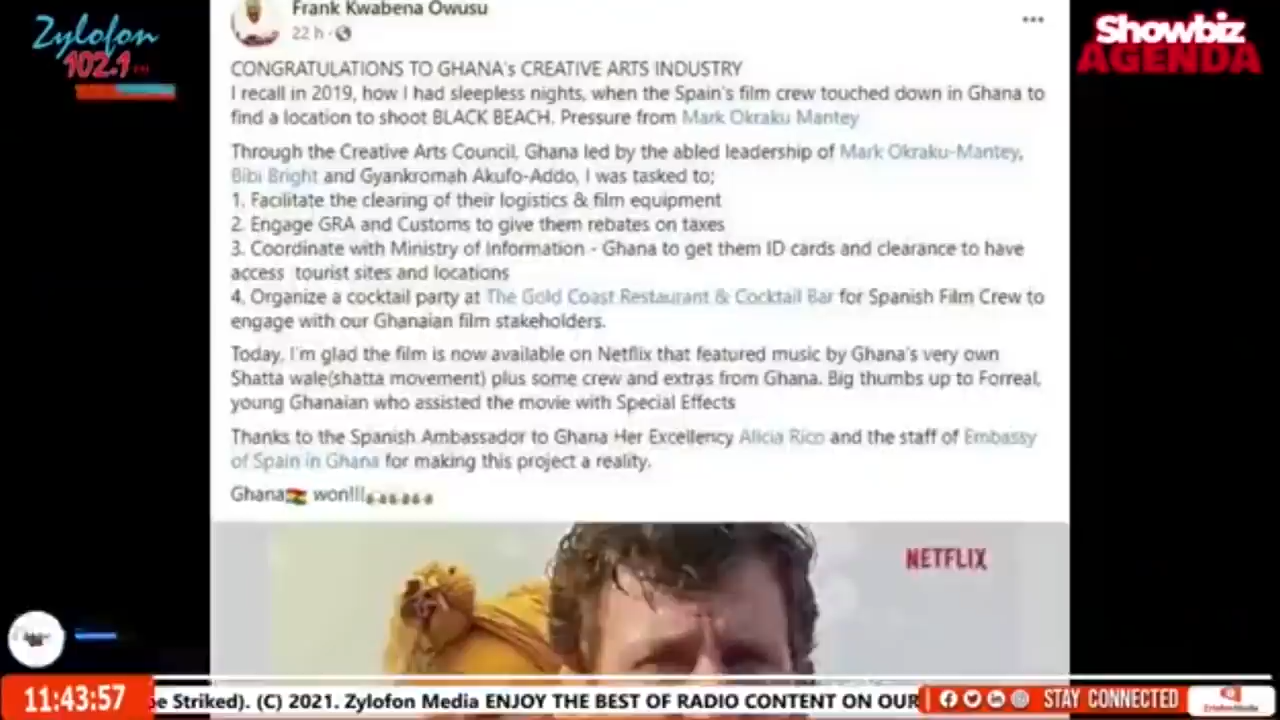 Zylofon
102.1 FM
Showbiz
AGENDA
Frank Kwabena Owusu
22 h ·
CONGRATULATIONS TO GHANA's CREATIVE ARTS INDUSTRY
I recall in 2019, how I had sleepless nights, when the Spain's film crew touched down in Ghana to
find a location to shoot BLACK BEACH. Pressure from Mark Okraku Mantey
Through the Creative Arts Council, Ghana led by the abled leadership of Mark Okraku-Mantey,
Bibi Bright and Gyankromah Akufo-Addo, I was tasked to;
1. Facilitate the clearing of their logistics & film equipment
2. Engage GRA and Customs to give them rebates on taxes
3. Coordinate with Ministry of Information - Ghana to get them ID cards and clearance to have
access tourist sites and locations
4. Organize a cocktail party at The Gold Coast Restaurant & Cocktail Bar for Spanish Film Crew to
engage with our Ghanaian film stakeholders.
Today, I'm glad the film is now available on Netflix that featured music by Ghana's very own
Shatta wale(shatta movement) plus some crew and extras from Ghana. Big thumbs up to Forreal,
young Ghanaian who assisted the movie with Special Effects
Thanks to the Spanish Ambassador to Ghana Her Excellency Alicia Rico and the staff of Embassy
of Spain in Ghana for making this project a reality.
Ghana🇬🇭 won!!!
NETFLIX
11:43:57
be Striked). (C) 2021. Zylofon Media ENJOY THE BEST OF RADIO CONTENT ON OUR
STAY CONNECTED
ZylofonMedia